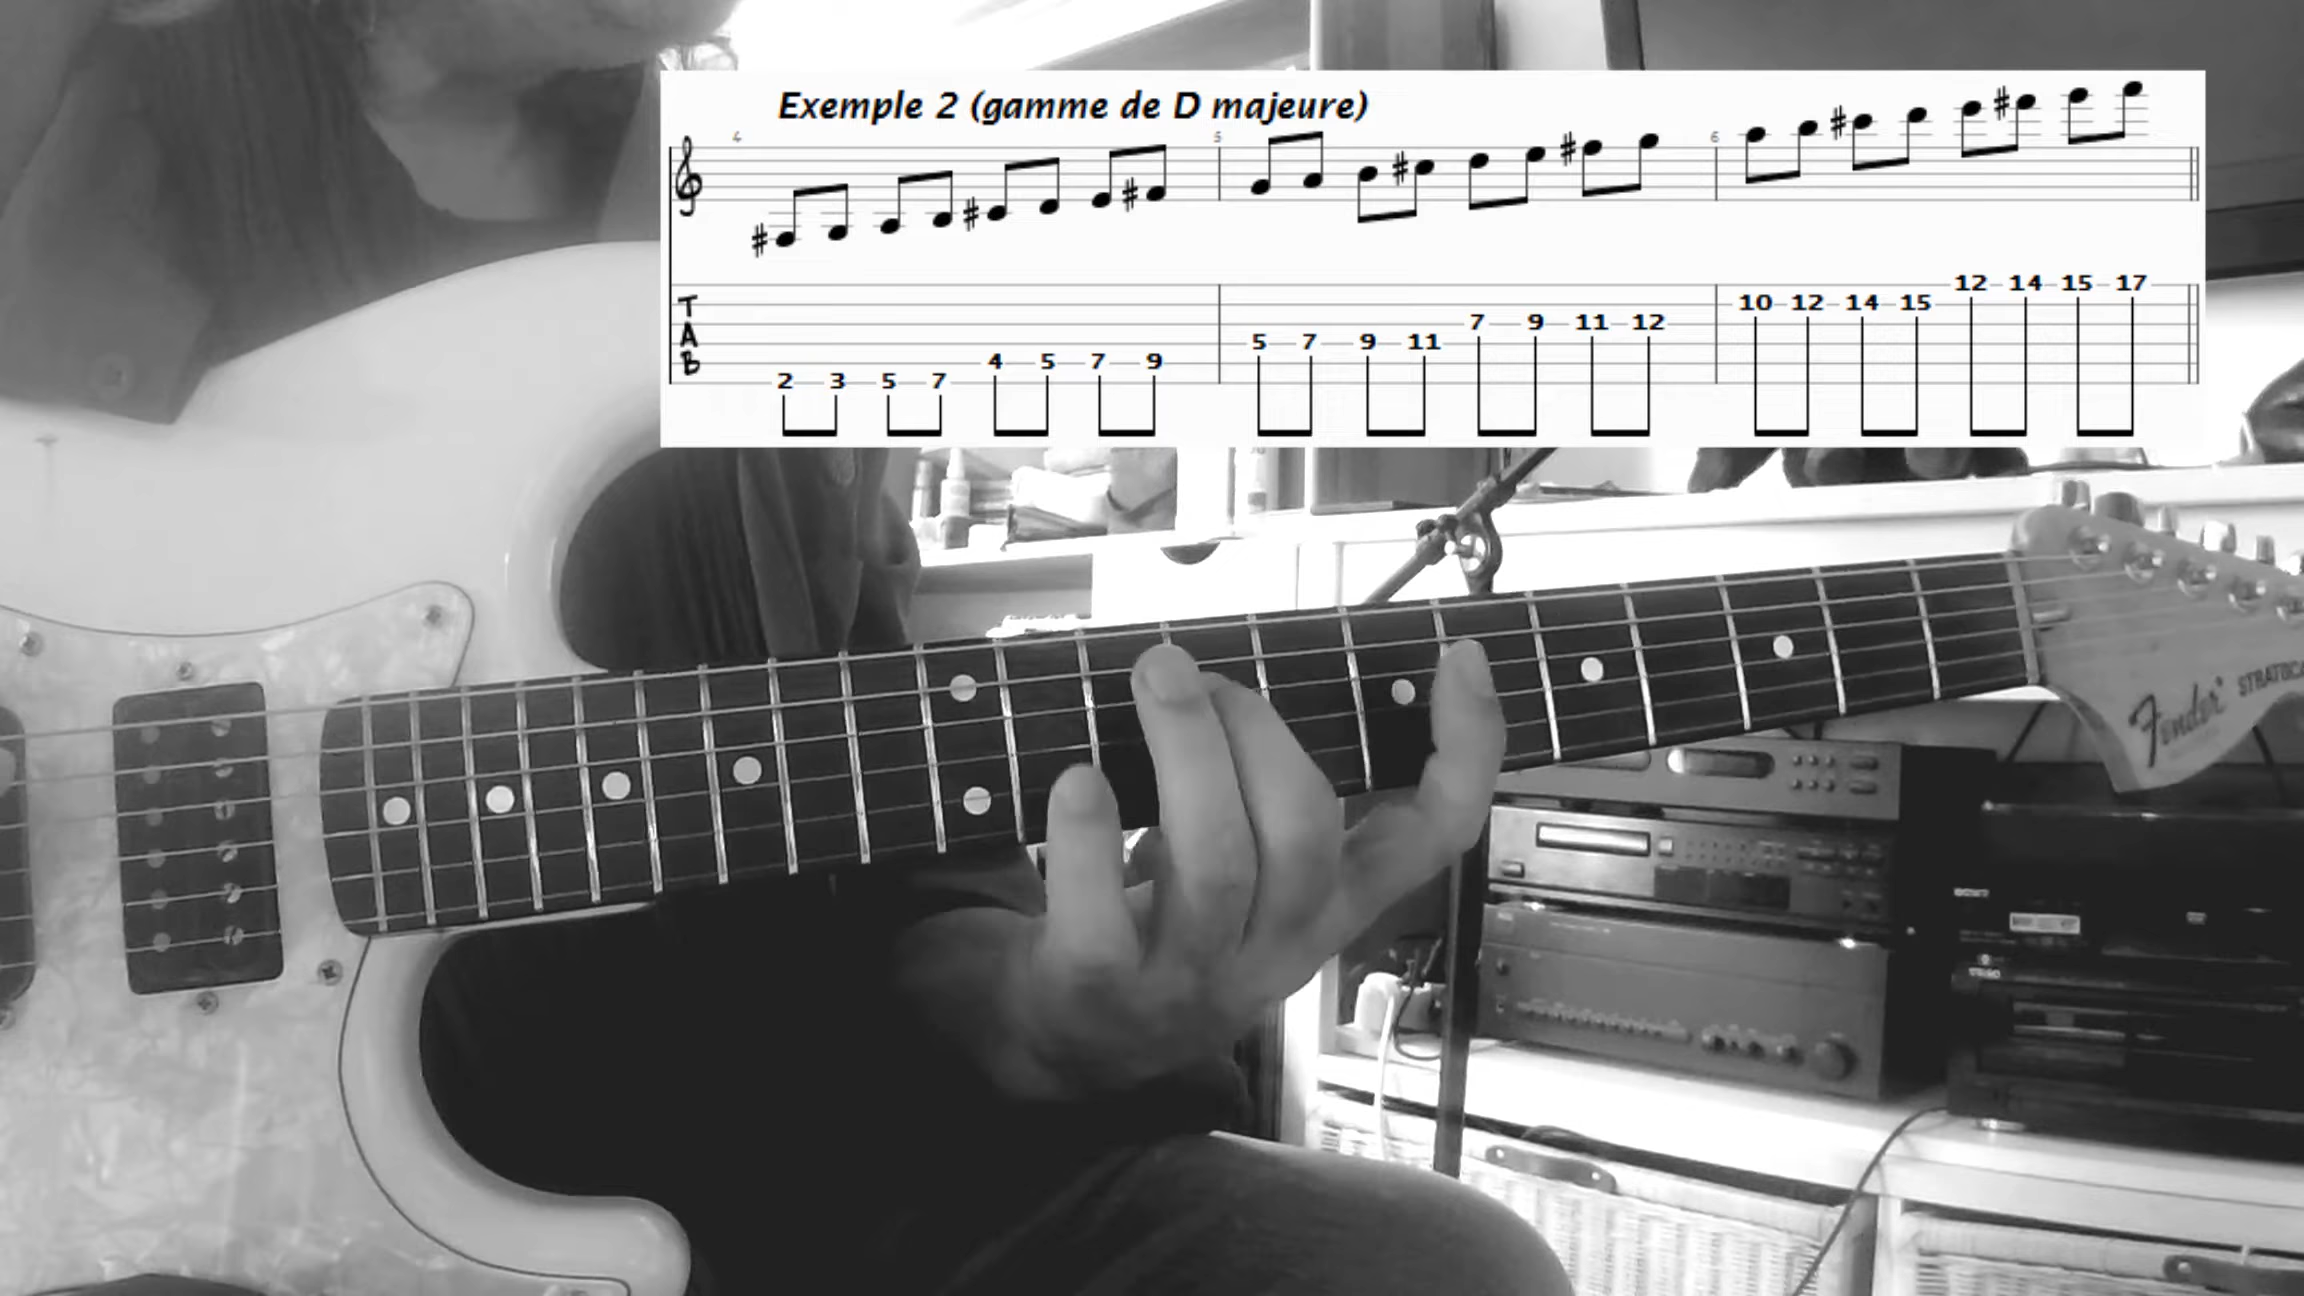 Exemple 2 (gamme de D majeure)
4 5 6
T
A
B
12 14 15 17
10 12 14 15
7 9 11 12
5 7 9 11
4 5 7 9
2 3 5 7
Fender
SONY